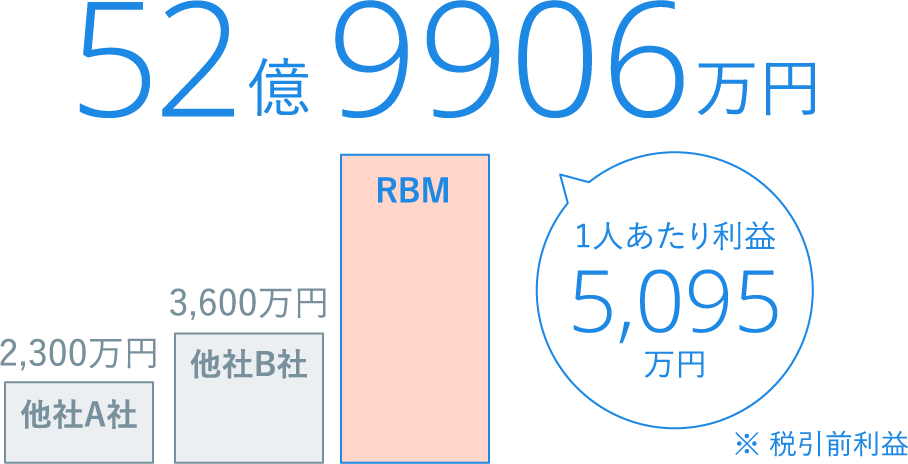 52億9906万円
RBM
1人あたり利益
5,095
万円
3,600万円
他社B社
2,300万円
他社A社
※ 税引前利益